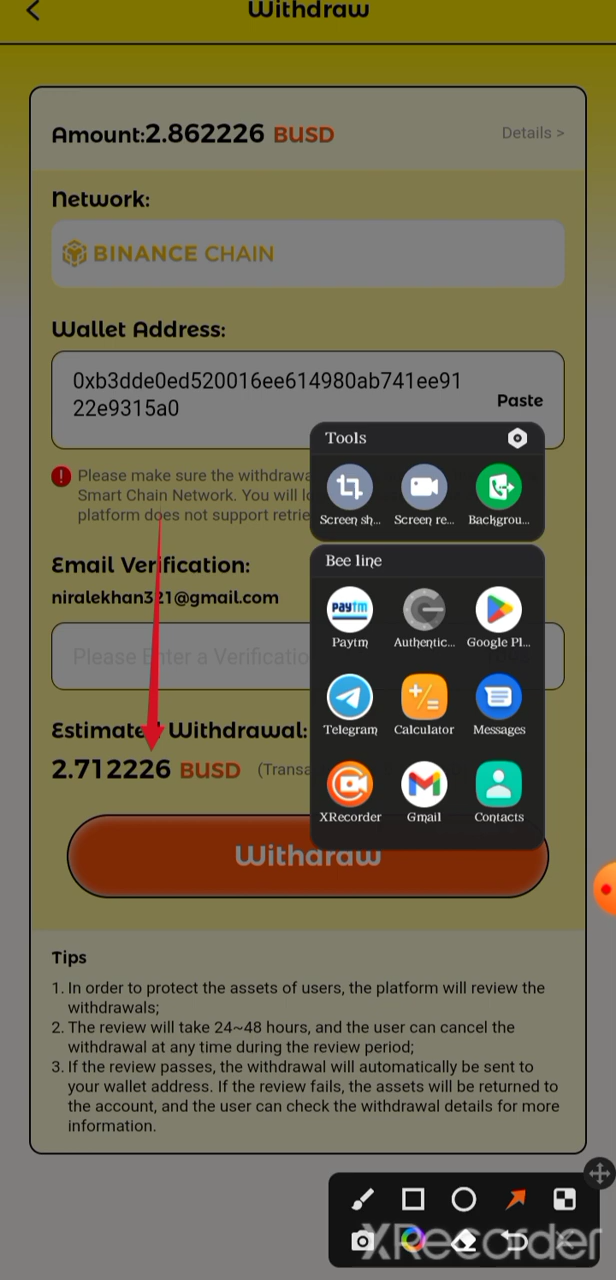 Withdraw
Amount:2.862226 BUSD
Details >
Network:
BINANCE CHAIN
Wallet Address:
0xb3dde0ed520016ee614980ab741ee91
22e9315a0
Paste
Please make sure the withdrawa
Smart Chain Network. You will lo
platform does not support retrie
Tools
Screen sh...
Screen re...
Backgrou...
Bee line
Paytm
Paytm
Authentic...
Google Pl...
Telegram
Calculator
Messages
XRecorder
Gmail
Contacts
Email Verification:
niralekhan321@gmail.com
Please Enter a Verificatio
Estimated Withdrawal:
2.712226 BUSD (Transa
Withdraw
Tips
1. In order to protect the assets of users, the platform will review the
withdrawals;
2. The review will take 24~48 hours, and the user can cancel the
withdrawal at any time during the review period;
3. If the review passes, the withdrawal will automatically be sent to
your wallet address. If the review fails, the assets will be returned to
the account, and the user can check the withdrawal details for more
information.
XRecorder